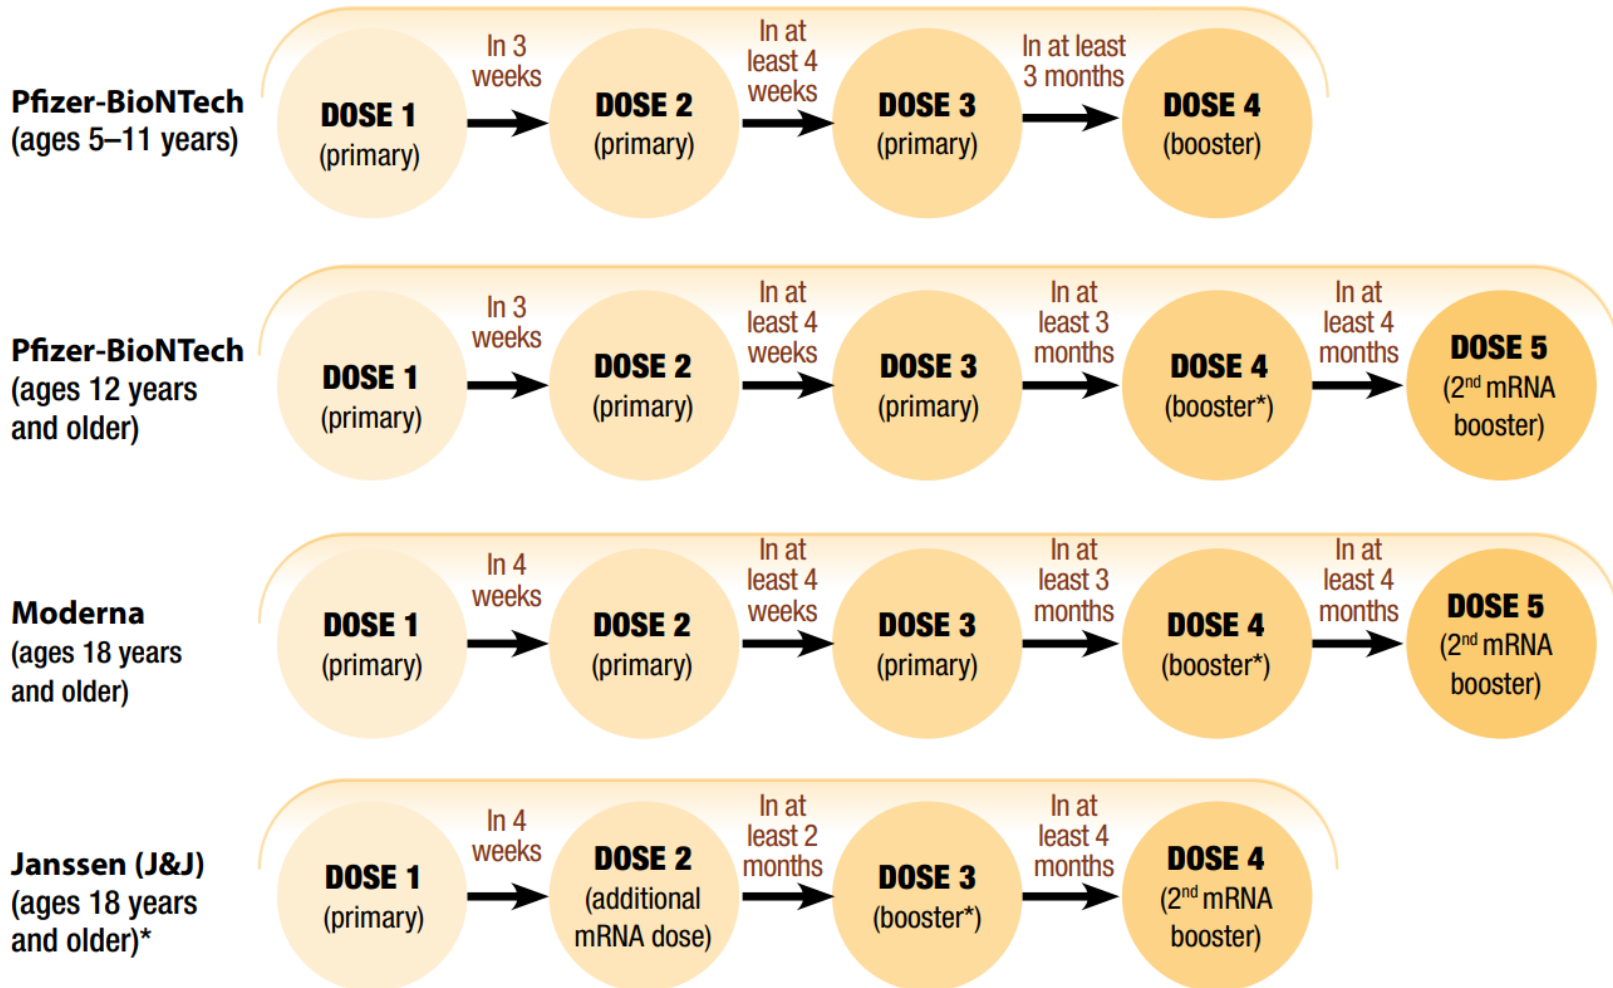 Pfizer-BioNTech
(ages 5–11 years)
DOSE 1
(primary)
In 3
weeks
DOSE 2
(primary)
In at
least 4
weeks
DOSE 3
(primary)
In at least
3 months
DOSE 4
(booster)
Pfizer-BioNTech
(ages 12 years
and older)
DOSE 1
(primary)
In 3
weeks
DOSE 2
(primary)
In at
least 4
weeks
DOSE 3
(primary)
In at
least 3
months
DOSE 4
(booster*)
In at
least 4
months
DOSE 5
(2nd mRNA
booster)
Moderna
(ages 18 years
and older)
DOSE 1
(primary)
In 4
weeks
DOSE 2
(primary)
In at
least 4
weeks
DOSE 3
(primary)
In at
least 3
months
DOSE 4
(booster*)
In at
least 4
months
DOSE 5
(2nd mRNA
booster)
Janssen (J&J)
(ages 18 years
and older)*
DOSE 1
(primary)
In 4
weeks
DOSE 2
(additional
mRNA dose)
In at
least 2
months
DOSE 3
(booster*)
In at
least 4
months
DOSE 4
(2nd mRNA
booster)